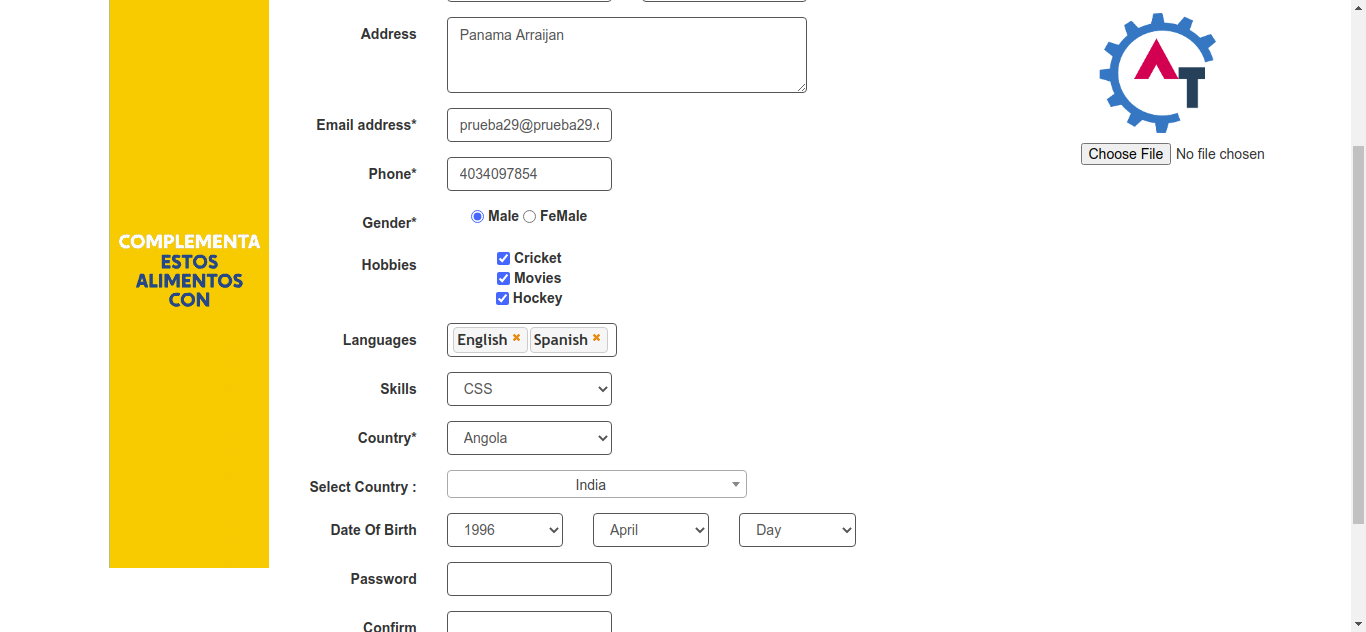 Address
Panama Arraijan
Choose File No file chosen
Email address*
prueba29@prueba29.
Phone*
4034097854
Gender*
Male FeMale
COMPLEMENTA
ESTOS
ALIMENTOS
CON
Hobbies
Cricket
Movies
Hockey
Languages
English Spanish
Skills
CSS
Country*
Angola
Select Country :
India
Date Of Birth
1996 April Day
Password
Confirm
AT